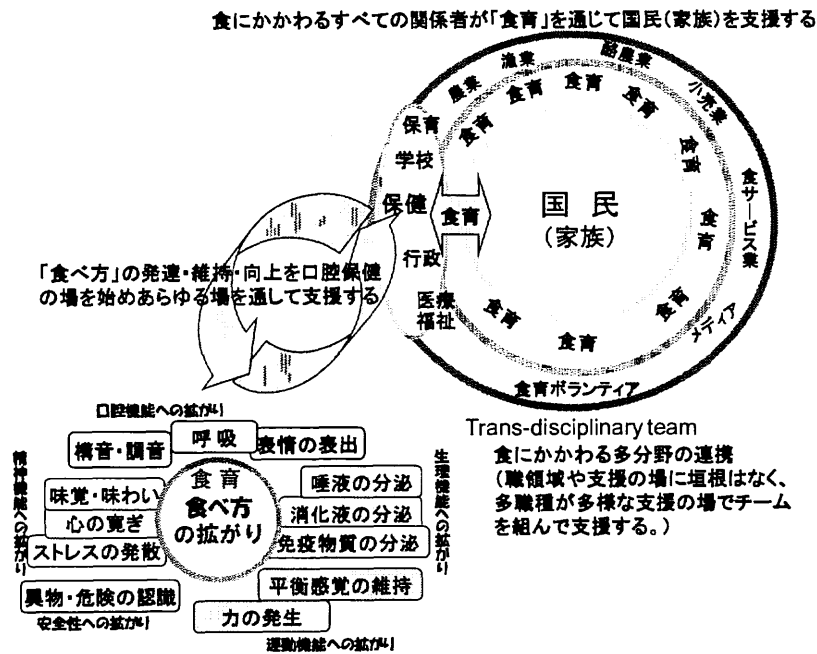 食にかかわるすべての関係者が「食育」を通じて国民(家族)を支援する
農業
漁業
酪農業
小売業
食サービス業
メディア
食育ボランティア
食育
食育
食育
食育
食育
食育
食育
食育
食育
保育
学校
保健
行政
医療
福祉
食育
国民
(家族)
「食べ方」の発達・維持・向上を口腔保健
の場を始めあらゆる場を通して支援する
Trans-disciplinary team
食にかかわる多分野の連携
(職領域や支援の場に垣根はなく、
多職種が多様な支援の場でチーム
を組んで支援する。)
口腔機能への拡がり
構音・調音
呼吸
表情の表出
精神機能への拡がり
味覚・味わい
心の寛ぎ
ストレスの発散
食育
食べ方
の拡がり
生理機能への拡がり
唾液の分泌
消化液の分泌
免疫物質の分泌
異物・危険の認識
安全性への拡がり
平衡感覚の維持
力の発生
運動機能への拡がり